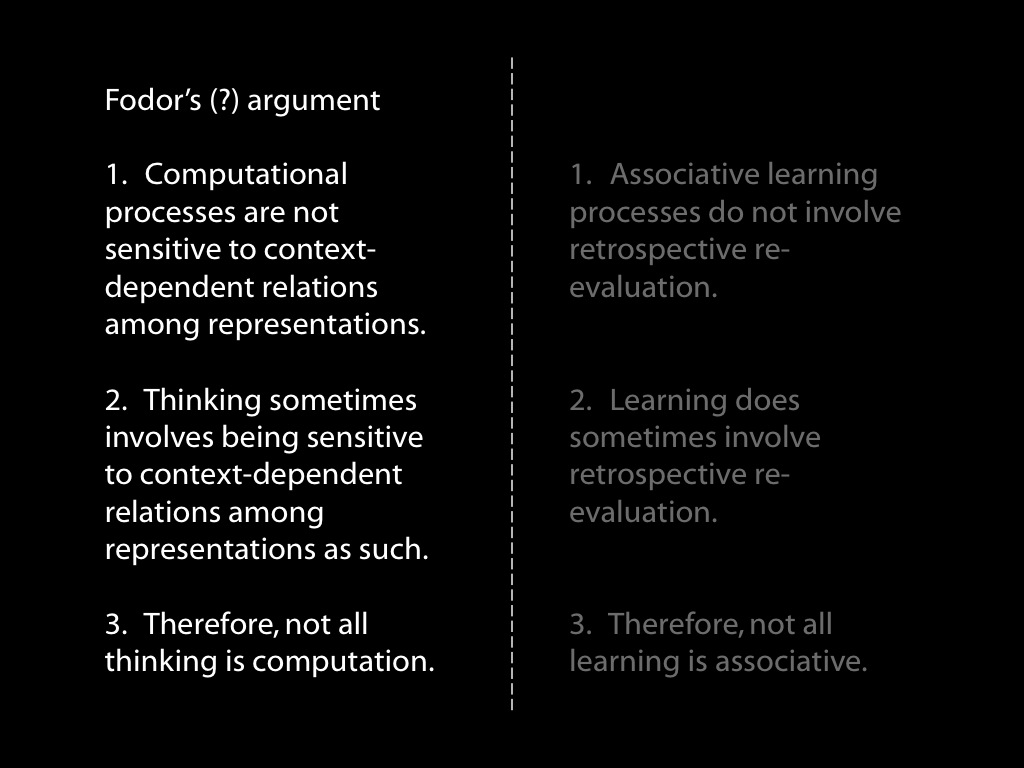 Fodor’s (?) argument
1. Computational
processes are not
sensitive to context-
dependent relations
among representations.
2. Thinking sometimes
involves being sensitive
to context-dependent
relations among
representations as such.
3. Therefore, not all
thinking is computation.
1. Associative learning
processes do not involve
retrospective re-
evaluation.
2. Learning does
sometimes involve
retrospective re-
evaluation.
3. Therefore, not all
learning is associative.